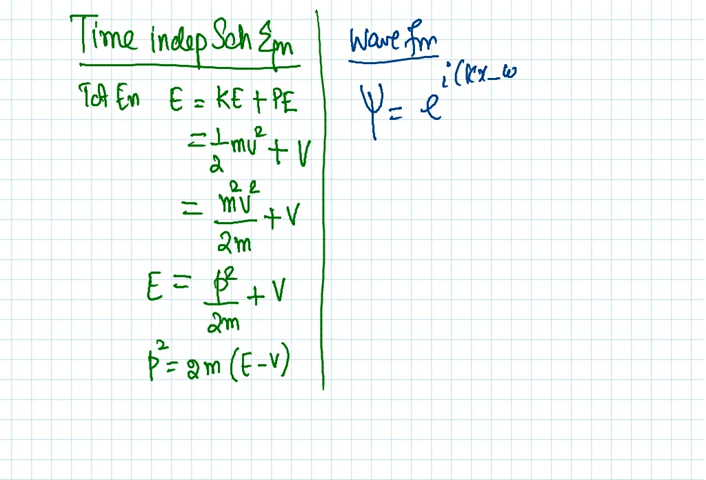 Time indep Sch Eqn
Tot En E = KE + PE
= 1/2 mv² + V
= m²v²/2m + V
E = p²/2m + V
p² = 2m (E - V)
Wave fn
Ψ = e^i(kx - ω